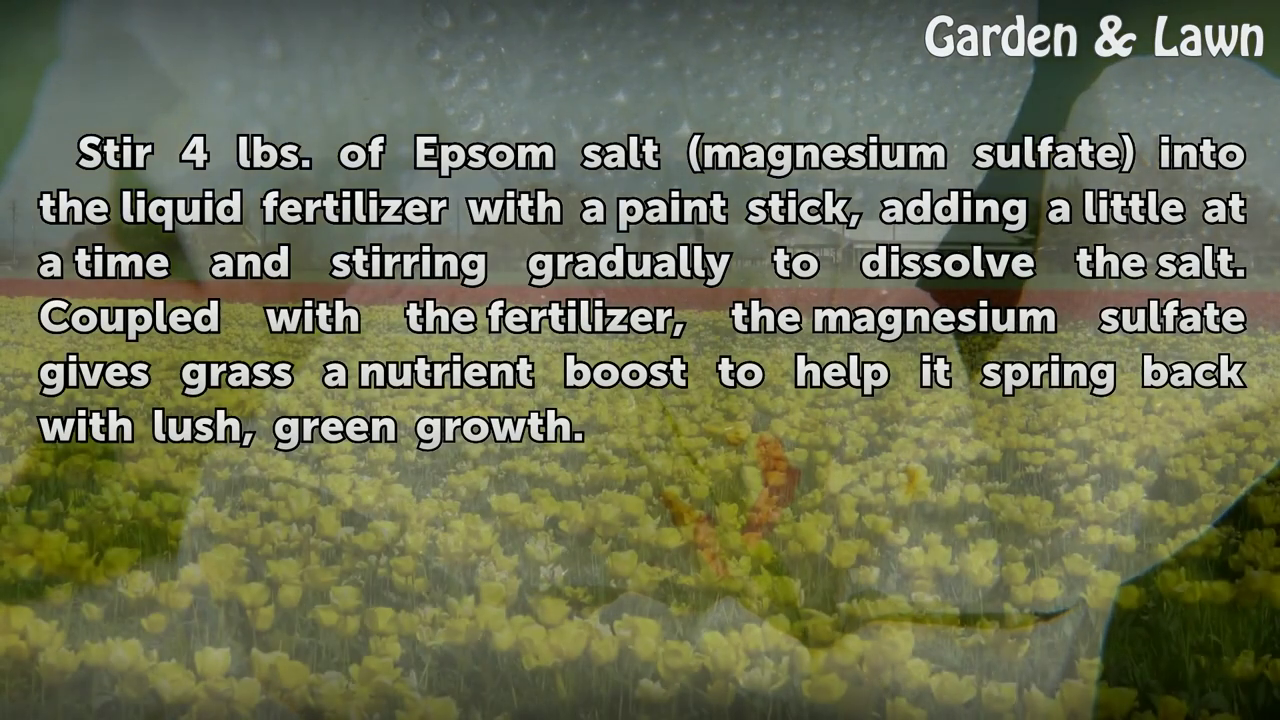 Garden & Lawn
Stir 4 lbs. of Epsom salt (magnesium sulfate) into
the liquid fertilizer with a paint stick, adding a little at
a time and stirring gradually to dissolve the salt.
Coupled with the fertilizer, the magnesium sulfate
gives grass a nutrient boost to help it spring back
with lush, green growth.